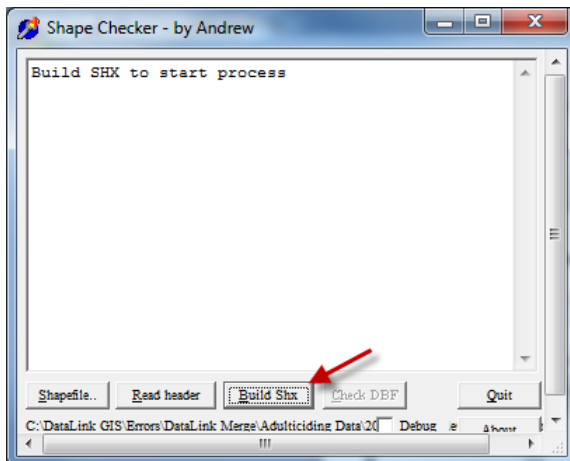 Shape Checker - by Andrew
Build SHX to start process
Shapefile.. Read header Build Shx Check DBF Quit
C:\DataLink GIS\Errors\DataLink Merge\Adulticiding Data\20 Debug About